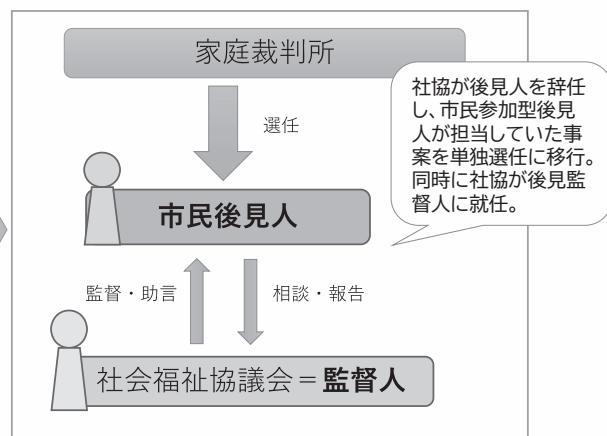 家庭裁判所
選任
社協が後見人を辞任
し、市民参加型後見
人が担当していた事
案を単独選任に移行。
同時に社協が後見監
督人に就任。
市民後見人
監督・助言
相談・報告
社会福祉協議会＝監督人